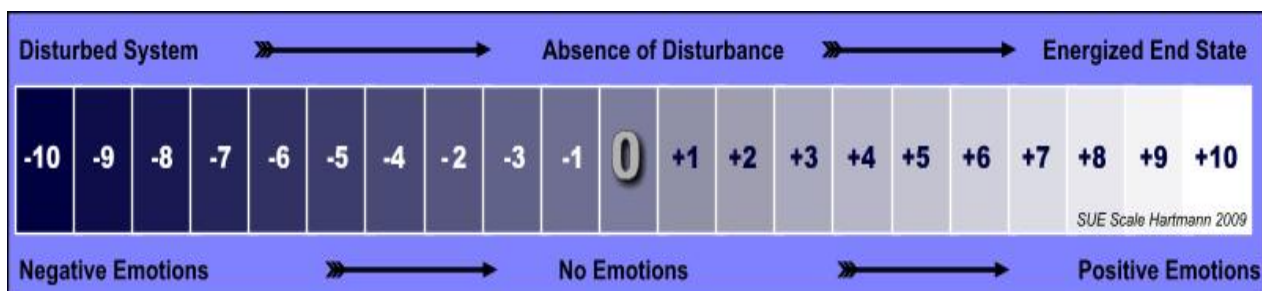 Disturbed System Absence of Disturbance Energized End State
-10 -9 -8 -7 -6 -5 -4 -2 -3 -1 0 +1 +2 +3 +4 +5 +6 +7 +8 +9 +10
SUE Scale Hartmann 2009
Negative Emotions No Emotions Positive Emotions